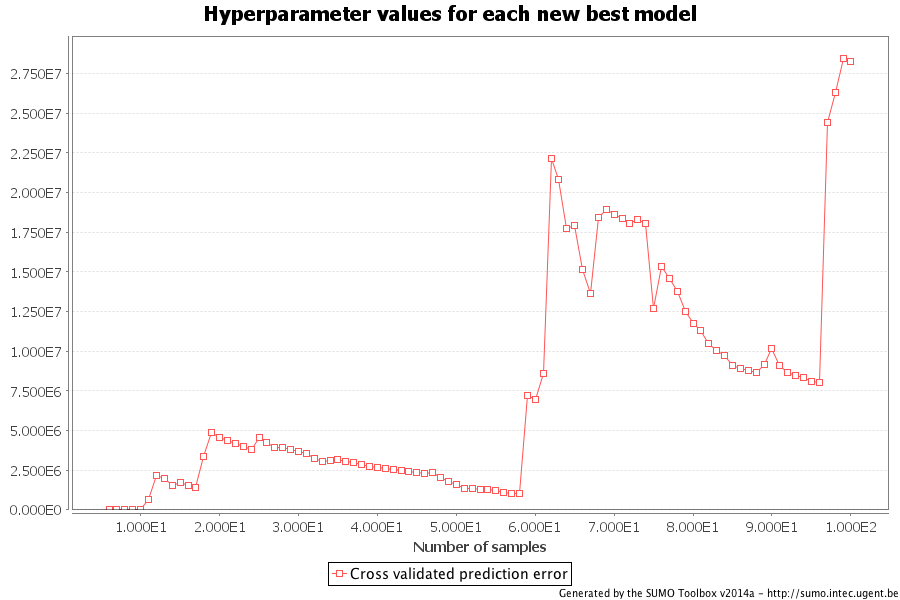 Hyperparameter values for each new best model
2.750E7
2.500E7
2.250E7
2.000E7
1.750E7
1.500E7
1.250E7
1.000E7
7.500E6
5.000E6
2.500E6
0.000E0
1.000E1 2.000E1 3.000E1 4.000E1 5.000E1 6.000E1 7.000E1 8.000E1 9.000E1 1.000E2
Number of samples
Cross validated prediction error
Generated by the SUMO Toolbox v2014a - http://sumo.intec.ugent.be